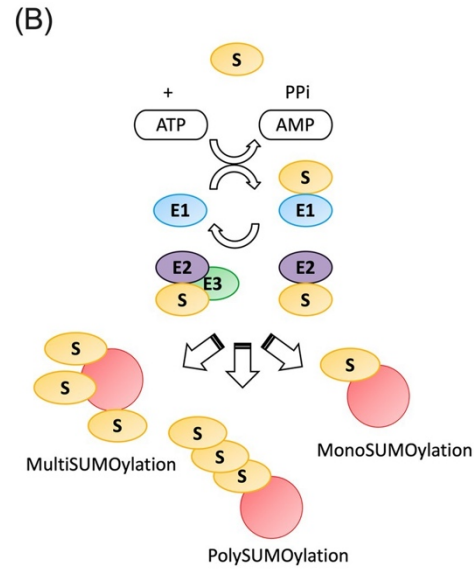 (B)
S
+ PPi
ATP AMP
S
E1 E1
E2 E2
E3
S S
S
S
S
S
MonoSUMOylation
MultiSUMOylation
S
S
S
PolySUMOylation